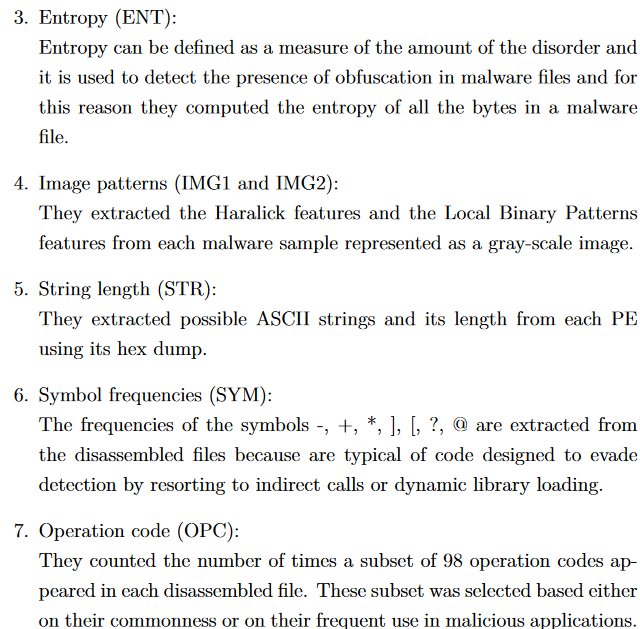 3. Entropy (ENT):
Entropy can be defined as a measure of the amount of the disorder and
it is used to detect the presence of obfuscation in malware files and for
this reason they computed the entropy of all the bytes in a malware
file.
4. Image patterns (IMG1 and IMG2):
They extracted the Haralick features and the Local Binary Patterns
features from each malware sample represented as a gray-scale image.
5. String length (STR):
They extracted possible ASCII strings and its length from each PE
using its hex dump.
6. Symbol frequencies (SYM):
The frequencies of the symbols -, +, *, ], [, ?, @ are extracted from
the disassembled files because are typical of code designed to evade
detection by resorting to indirect calls or dynamic library loading.
7. Operation code (OPC):
They counted the number of times a subset of 98 operation codes ap-
peared in each disassembled file. These subset was selected based either
on their commonness or on their frequent use in malicious applications.